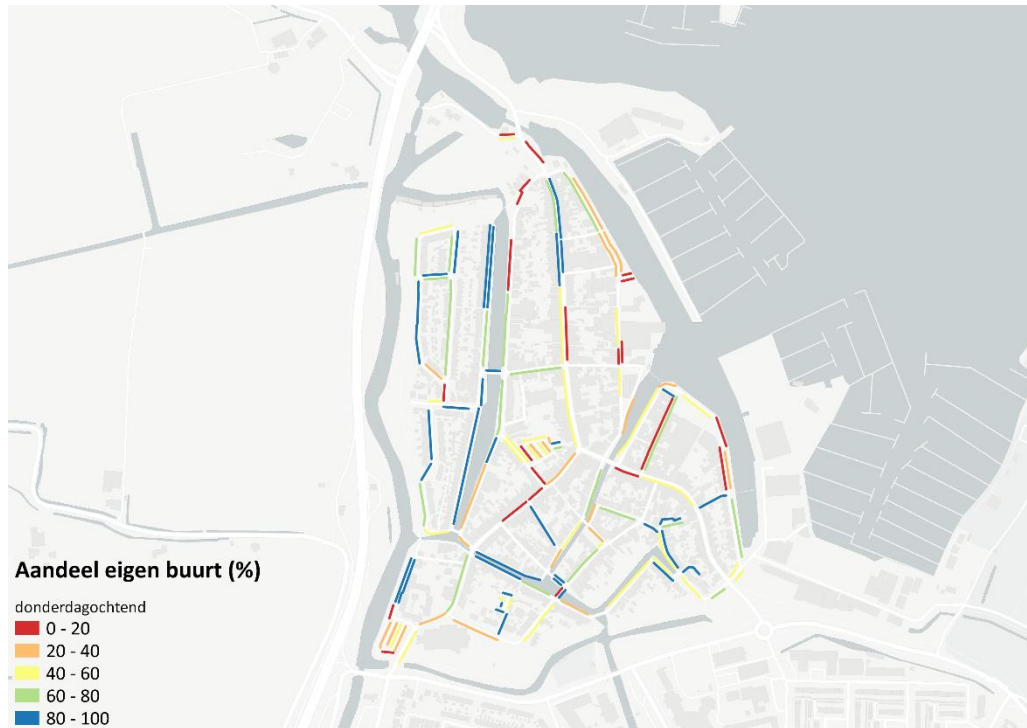 Aandeel eigen buurt (%)
donderdagochtend
0 - 20
20 - 40
40 - 60
60 - 80
80 - 100